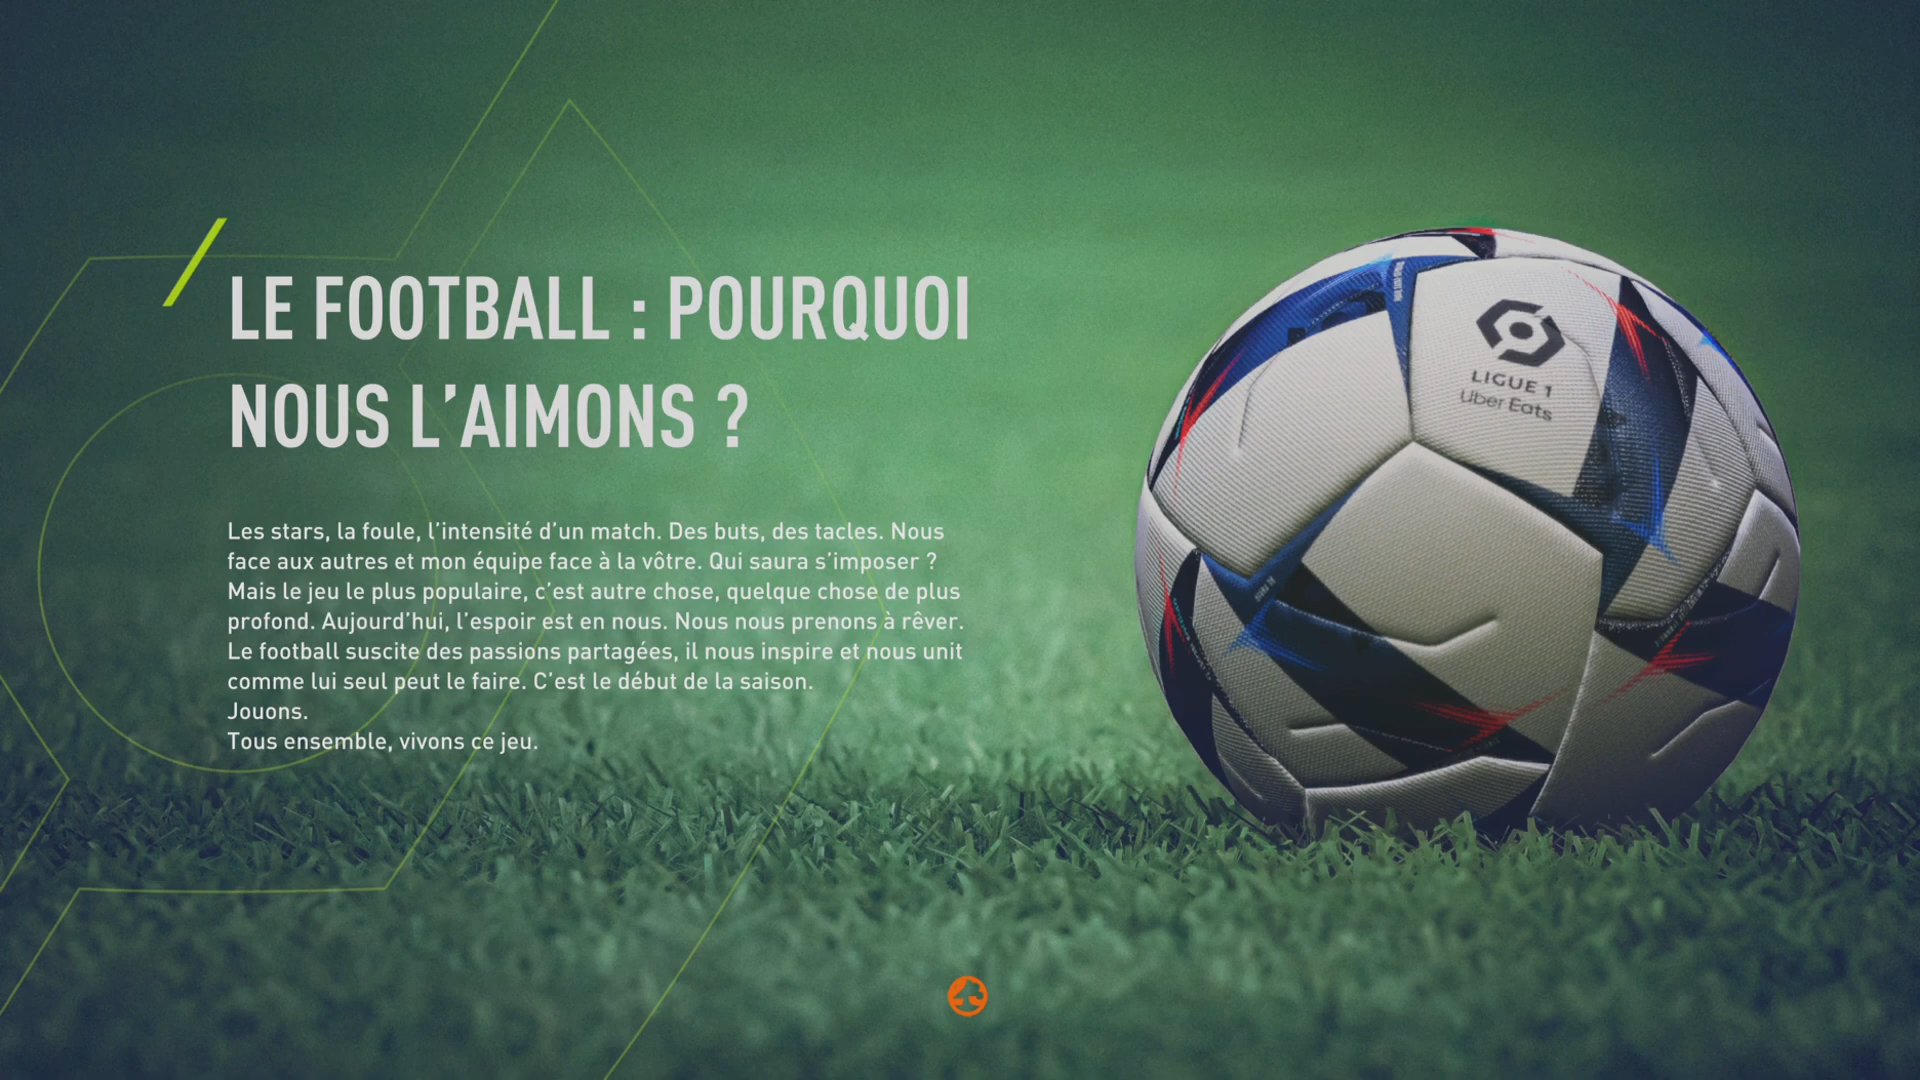 LE FOOTBALL : POURQUOI
NOUS L’AIMONS ?
Les stars, la foule, l’intensité d’un match. Des buts, des tacles. Nous
face aux autres et mon équipe face à la vôtre. Qui saura s’imposer ?
Mais le jeu le plus populaire, c’est autre chose, quelque chose de plus
profond. Aujourd’hui, l’espoir est en nous. Nous nous prenons à rêver.
Le football suscite des passions partagées, il nous inspire et nous unit
comme lui seul peut le faire. C’est le début de la saison.
Jouons.
Tous ensemble, vivons ce jeu.
LIGUE 1
Uber Eats